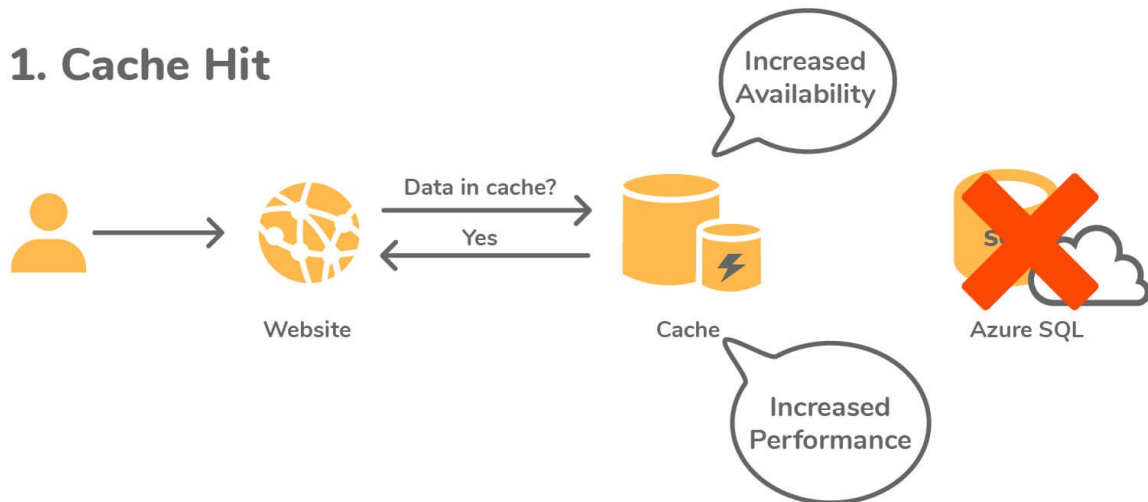 1. Cache Hit
Increased
Availability
Data in cache?
Yes
Website
Cache
Azure SQL
Increased
Performance